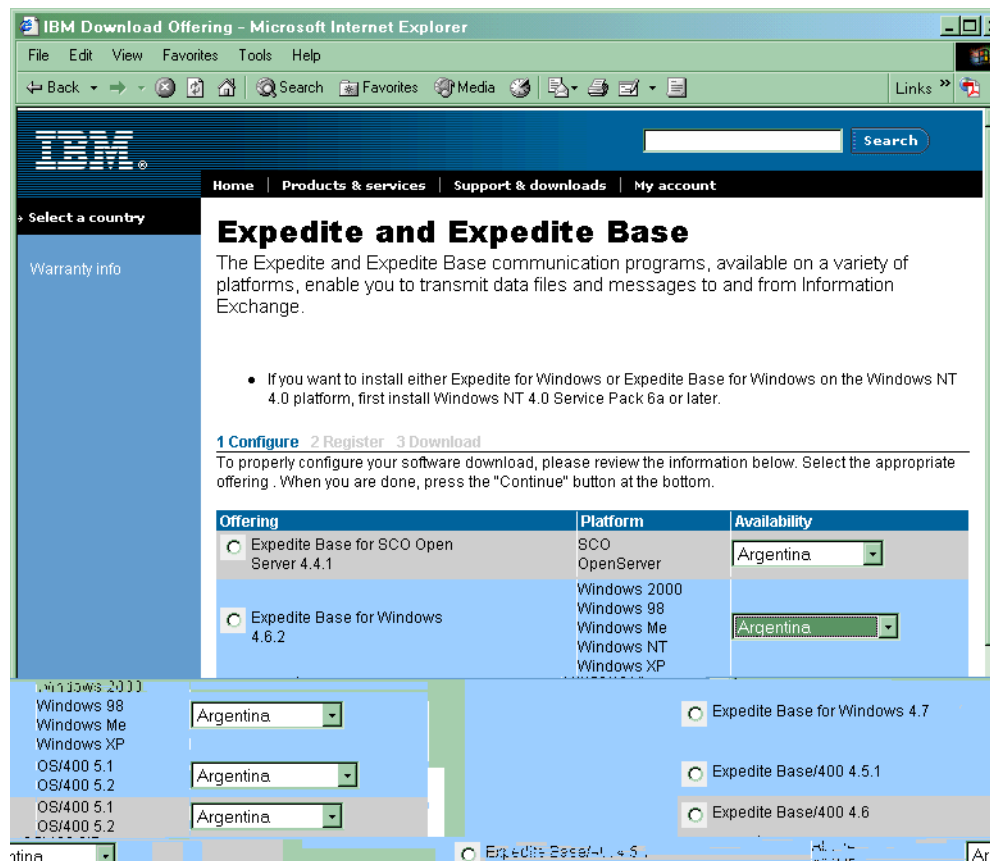 IBM Download Offering - Microsoft Internet Explorer
File Edit View Favorites Tools Help
Back Search Favorites Media Links »
IBM®
Search
Home | Products & services | Support & downloads | My account
Select a country
Warranty info
Expedite and Expedite Base
The Expedite and Expedite Base communication programs, available on a variety of
platforms, enable you to transmit data files and messages to and from Information
Exchange.
• If you want to install either Expedite for Windows or Expedite Base for Windows on the Windows NT
4.0 platform, first install Windows NT 4.0 Service Pack 6a or later.
1 Configure 2 Register 3 Download
To properly configure your software download, please review the information below. Select the appropriate
offering . When you are done, press the "Continue" button at the bottom.
Offering Platform Availability
Expedite Base for SCO Open
Server 4.4.1
SCO
OpenServer
Argentina
Expedite Base for Windows
4.6.2
Windows 2000
Windows 98
Windows Me
Windows NT
Windows XP
Argentina
Windows 2000
Windows 98
Windows Me
Windows XP
Argentina
Expedite Base for Windows 4.7
OS/400 5.1
OS/400 5.2
Argentina
Expedite Base/400 4.5.1
OS/400 5.1
OS/400 5.2
Argentina
Expedite Base/400 4.6